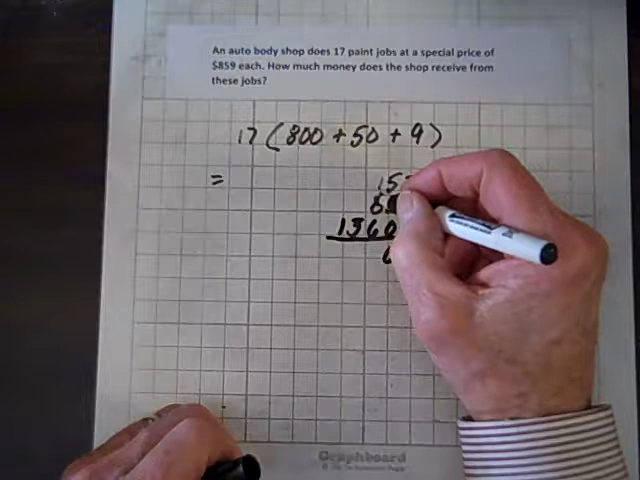 An auto body shop does 17 paint jobs at a special price of
$859 each. How much money does the shop receive from
these jobs?
17 (800 + 50 + 9)
= 15
1360
Graphboard